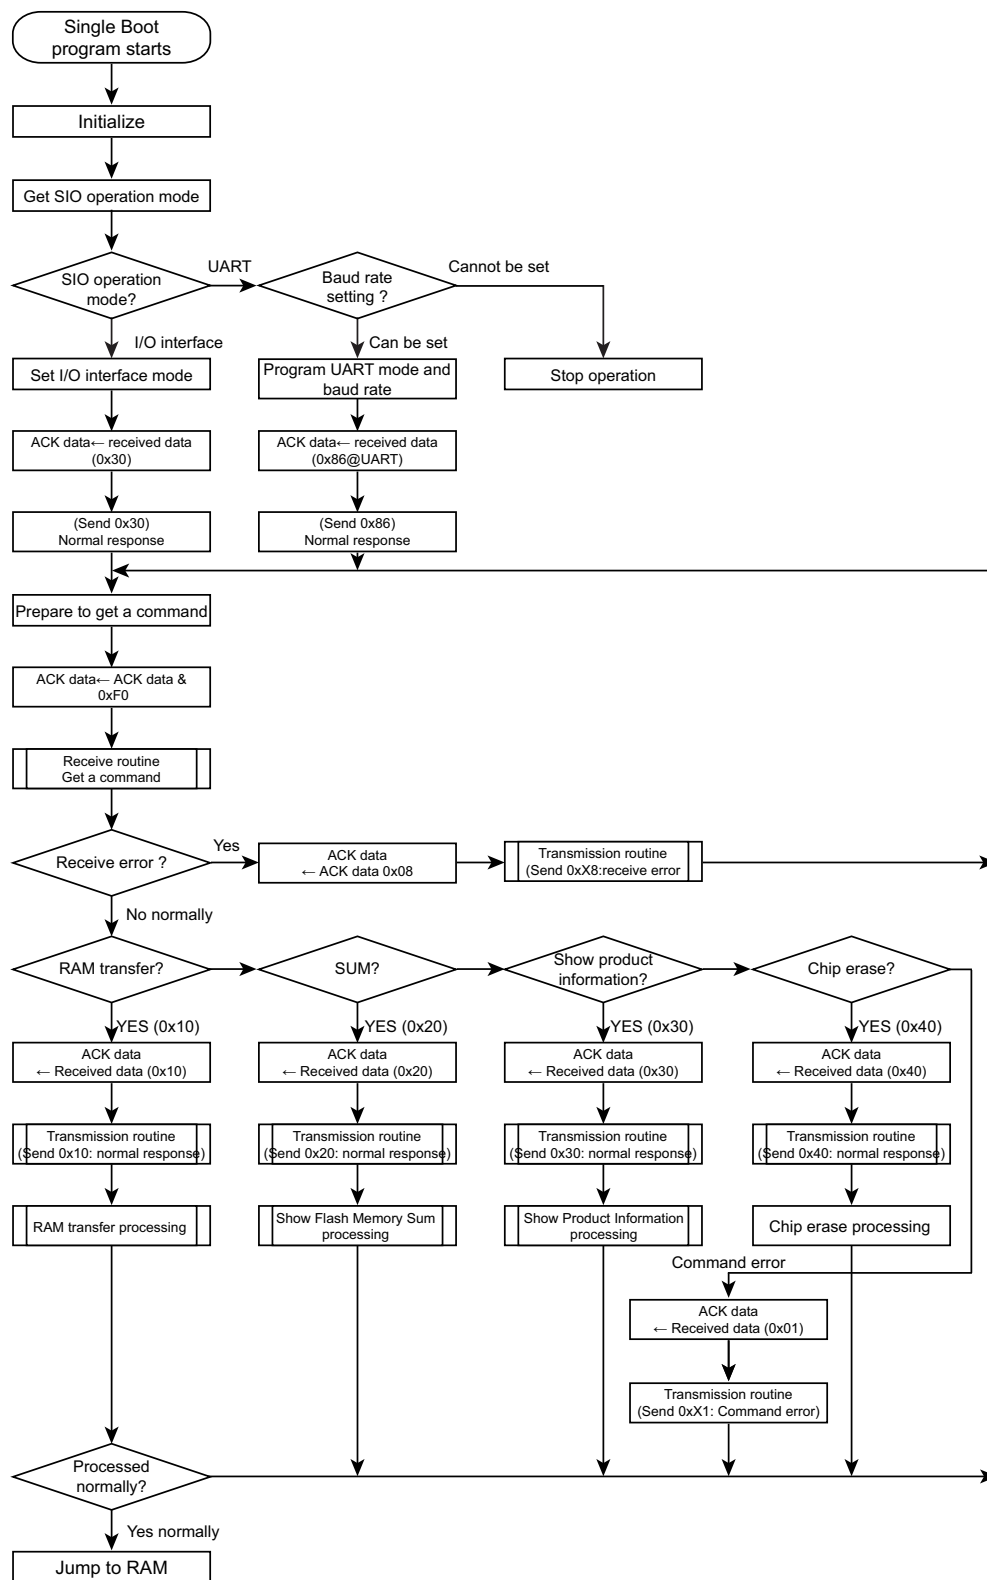 Single Boot
program starts
Initialize
Get SIO operation mode
SIO operation
mode?
UART
Baud rate
setting ?
Cannot be set
I/O interface
Can be set
Set I/O interface mode
Program UART mode and
baud rate
Stop operation
ACK data← received data
(0x30)
ACK data← received data
(0x86@UART)
(Send 0x30)
Normal response
(Send 0x86)
Normal response
Prepare to get a command
ACK data← ACK data &
0xF0
Receive routine
Get a command
Receive error ?
Yes
ACK data
← ACK data 0x08
Transmission routine
(Send 0xX8:receive error
No normally
RAM transfer?
SUM?
Show product
information?
Chip erase?
YES (0x10)
YES (0x20)
YES (0x30)
YES (0x40)
ACK data
← Received data (0x10)
ACK data
← Received data (0x20)
ACK data
← Received data (0x30)
ACK data
← Received data (0x40)
Transmission routine
(Send 0x10: normal response)
Transmission routine
(Send 0x20: normal response)
Transmission routine
(Send 0x30: normal response)
Transmission routine
(Send 0x40: normal response)
RAM transfer processing
Show Flash Memory Sum
processing
Show Product Information
processing
Chip erase processing
Command error
ACK data
← Received data (0x01)
Transmission routine
(Send 0xX1: Command error)
Processed
normally?
Yes normally
Jump to RAM